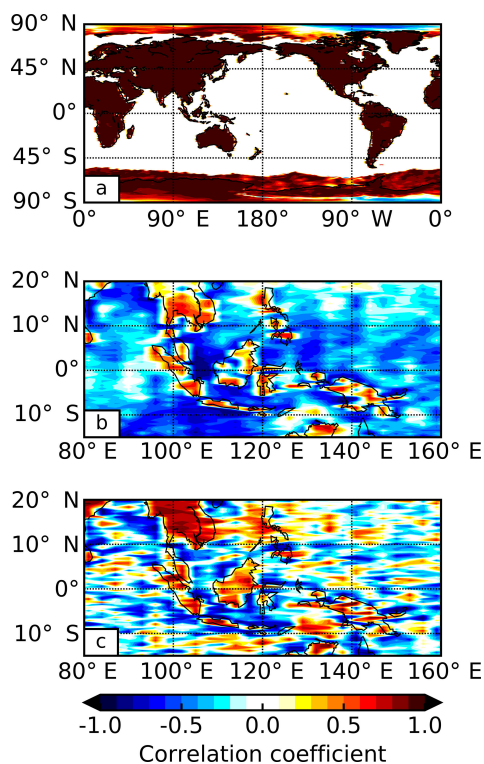 90° N
45° N
0°
45° S
90° S
a
0° 90° E 180° 90° W 0°
20° N
10° N
0°
10° S
b
80° E 100° E 120° E 140° E 160° E
20° N
10° N
0°
10° S
c
80° E 100° E 120° E 140° E 160° E
-1.0 -0.5 0.0 0.5 1.0
Correlation coefficient